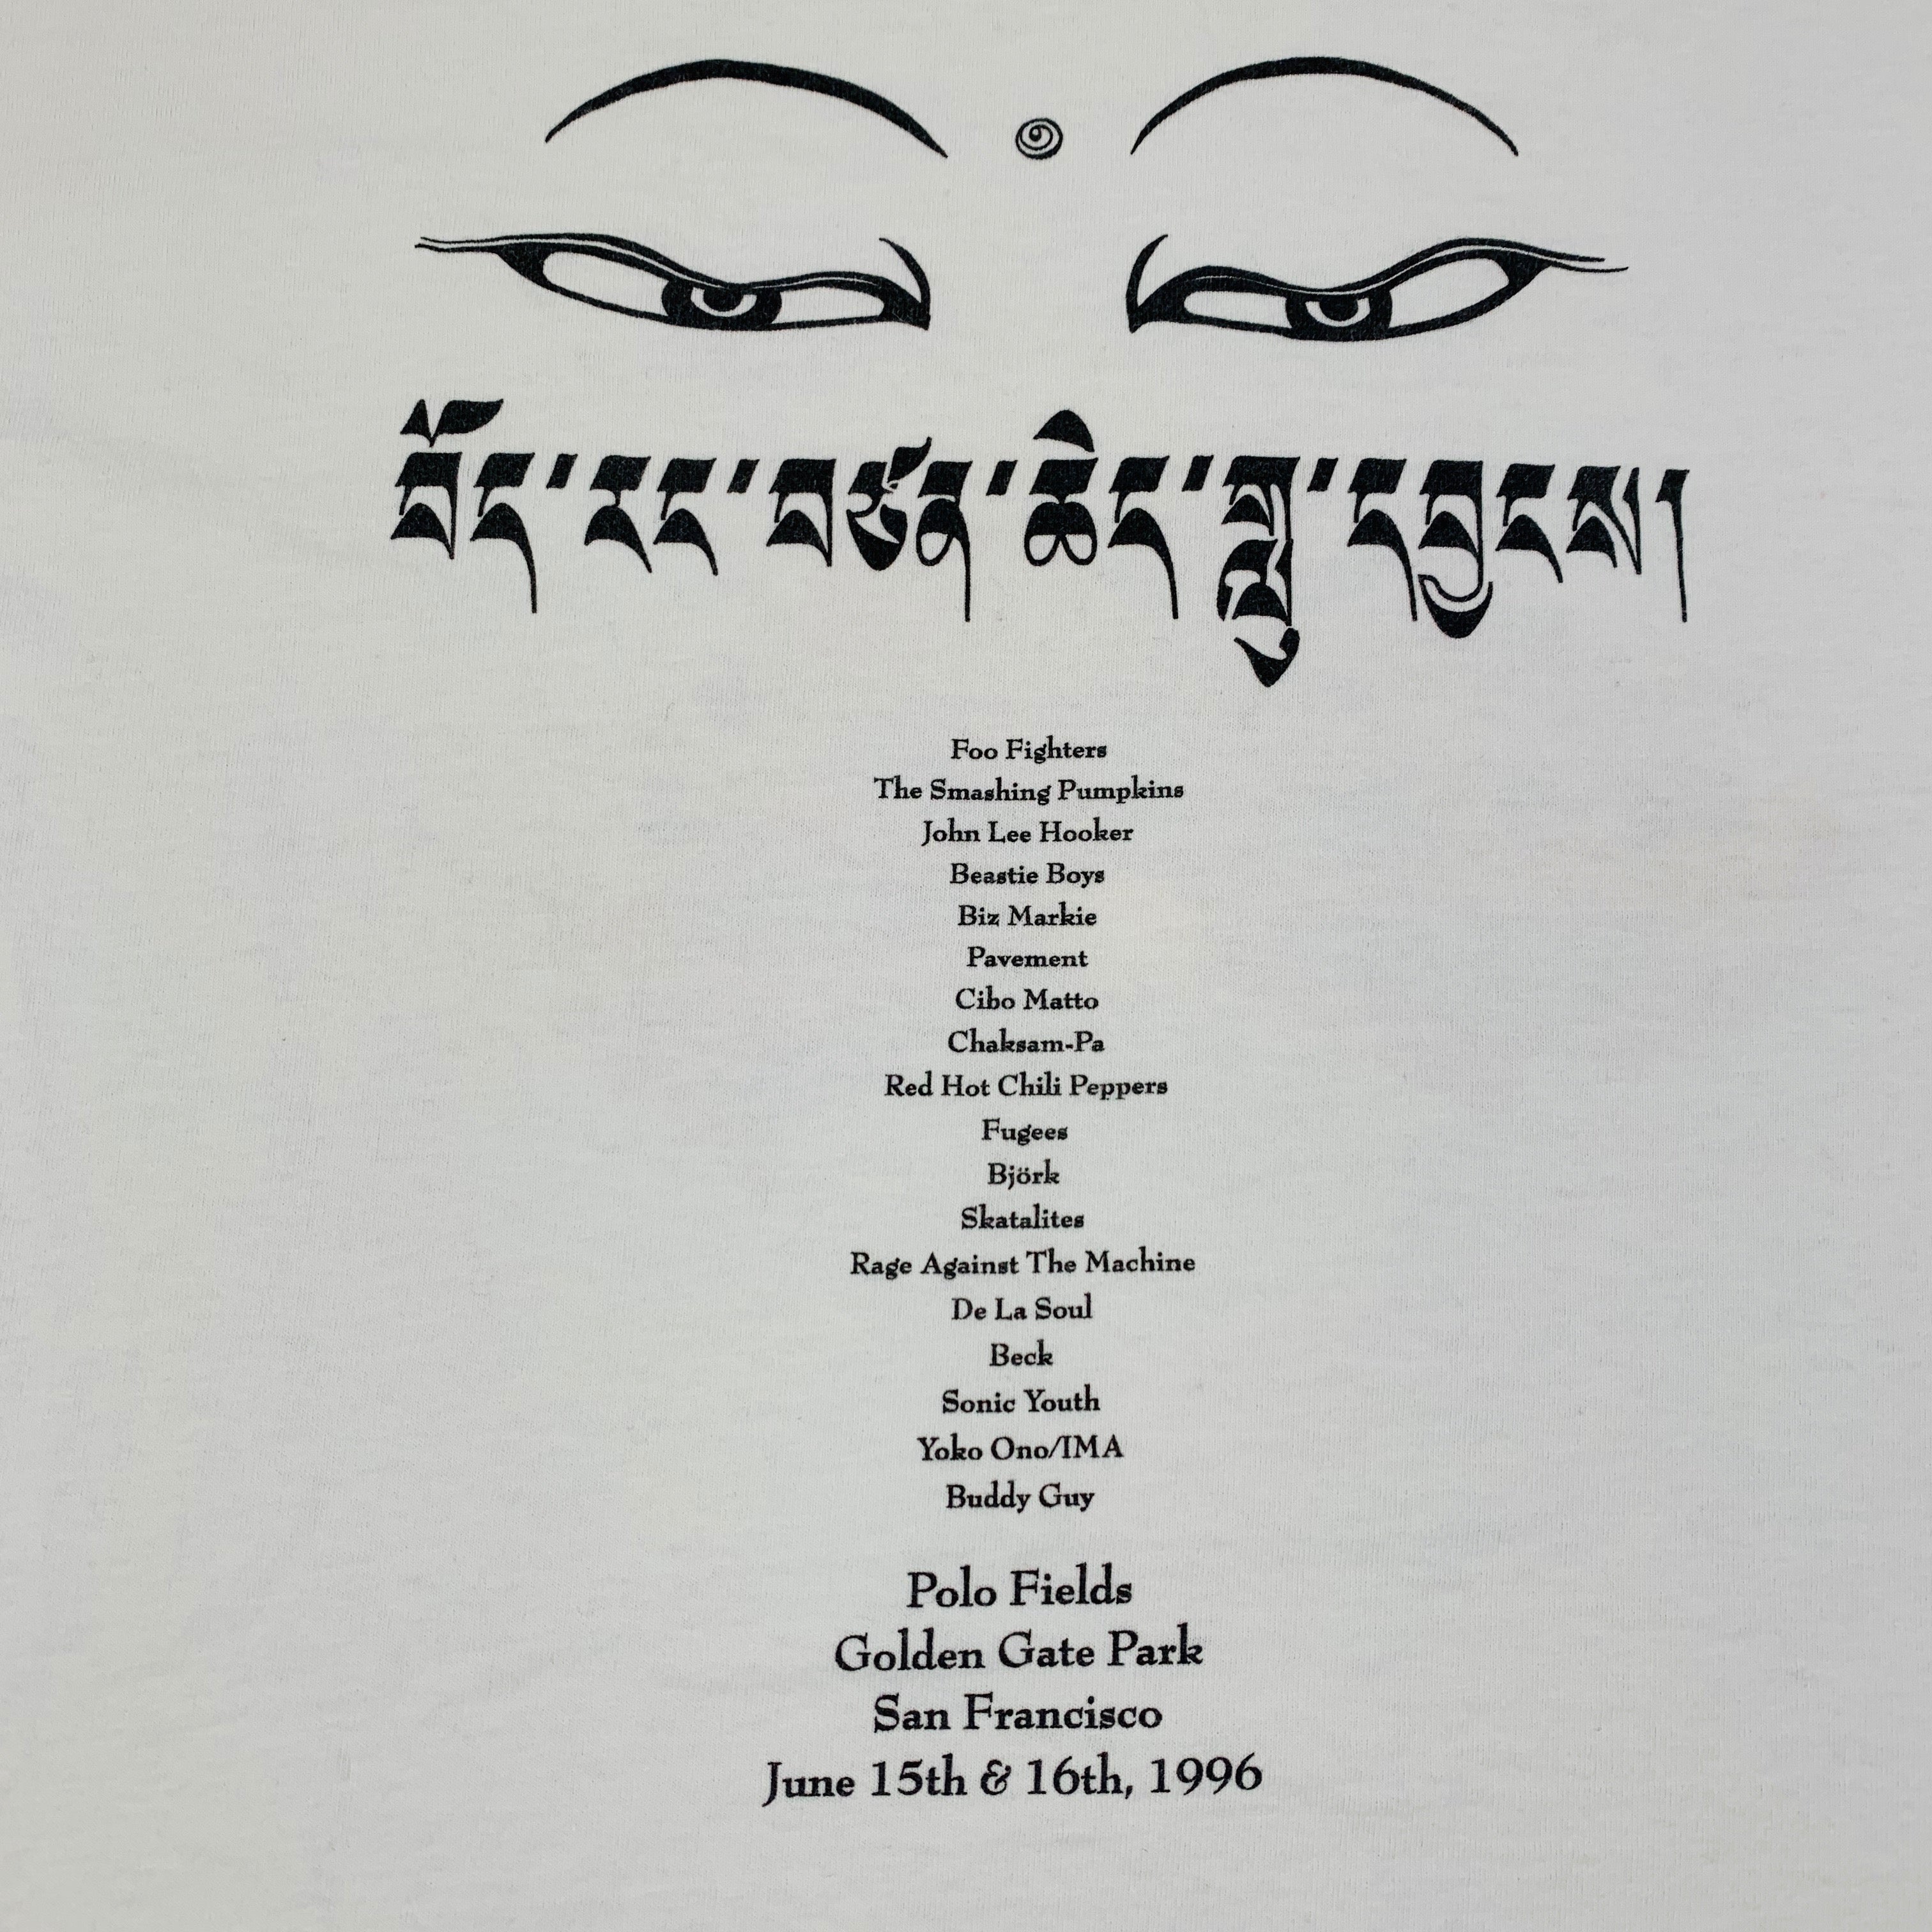 བོད་རང་བཙན་ཆེད་གླུ་དབྱངས།
Foo Fighters
The Smashing Pumpkins
John Lee Hooker
Beastie Boys
Biz Markie
Pavement
Cibo Matto
Chaksam-Pa
Red Hot Chili Peppers
Fugees
Björk
Skatalites
Rage Against The Machine
De La Soul
Beck
Sonic Youth
Yoko Ono/IMA
Buddy Guy
Polo Fields
Golden Gate Park
San Francisco
June 15th & 16th, 1996